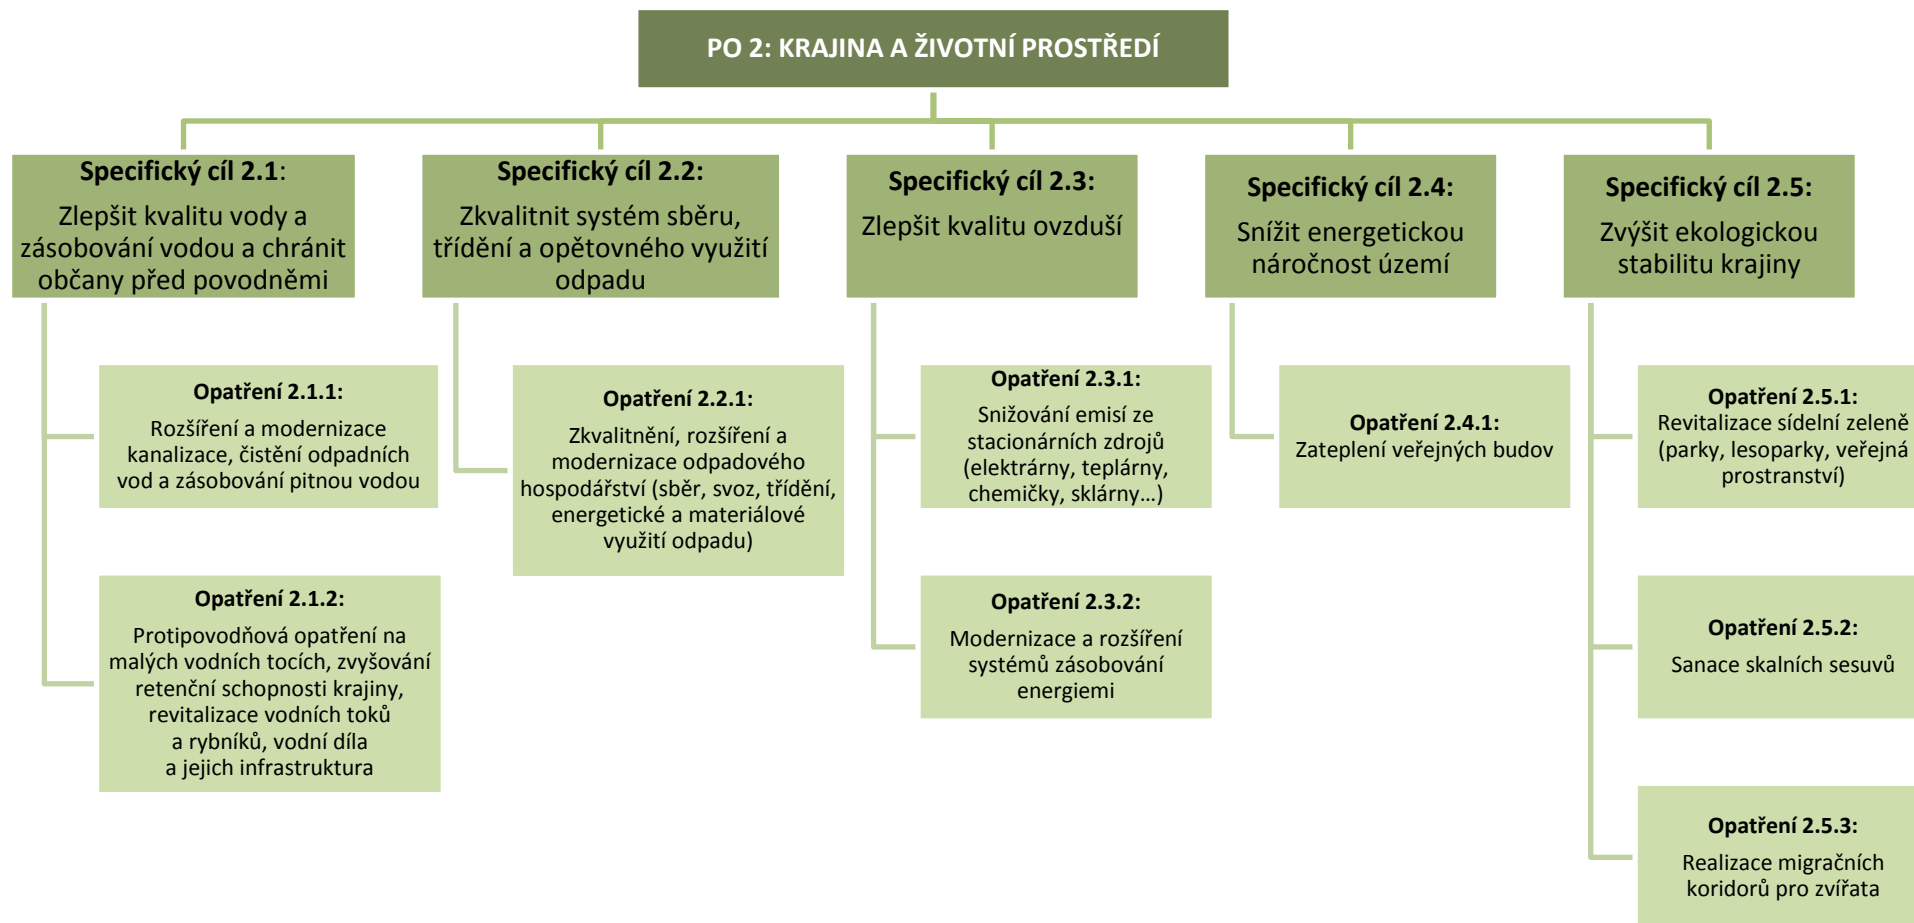 PO 2: KRAJINA A ŽIVOTNÍ PROSTŘEDÍ
Specifický cíl 2.1:
Zlepšit kvalitu vody a
zásobování vodou a chránit
občany před povodněmi
Opatření 2.1.1:
Rozšíření a modernizace
kanalizace, čistění odpadních
vod a zásobování pitnou vodou
Opatření 2.1.2:
Protipovodňová opatření na
malých vodních tocích, zvyšování
retenční schopnosti krajiny,
revitalizace vodních toků
a rybníků, vodní díla
a jejich infrastruktura
Specifický cíl 2.2:
Zkvalitnit systém sběru,
třídění a opětovného využití
odpadu
Opatření 2.2.1:
Zkvalitnění, rozšíření a
modernizace odpadového
hospodářství (sběr, svoz, třídění,
energetické a materiálové
využití odpadu)
Specifický cíl 2.3:
Zlepšit kvalitu ovzduší
Opatření 2.3.1:
Snižování emisí ze
stacionárních zdrojů
(elektrárny, teplárny,
chemičky, sklárny...)
Opatření 2.3.2:
Modernizace a rozšíření
systémů zásobování
energiemi
Specifický cíl 2.4:
Snížit energetickou
náročnost území
Opatření 2.4.1:
Zateplení veřejných budov
Specifický cíl 2.5:
Zvýšit ekologickou
stabilitu krajiny
Opatření 2.5.1:
Revitalizace sídelní zeleně
(parky, lesoparky, veřejná
prostranství)
Opatření 2.5.2:
Sanace skalních sesuvů
Opatření 2.5.3:
Realizace migračních
koridorů pro zvířata